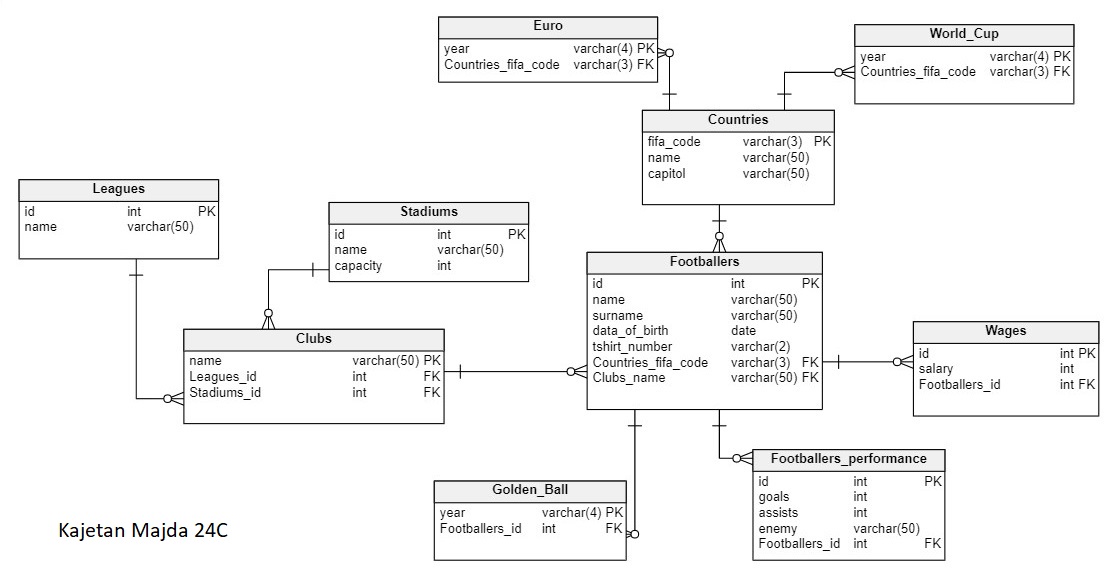 Euro
year varchar(4) PK
Countries_fifa_code varchar(3) FK
World_Cup
year varchar(4) PK
Countries_fifa_code varchar(3) FK
Countries
fifa_code varchar(3) PK
name varchar(50)
capitol varchar(50)
Leagues
id int PK
name varchar(50)
Stadiums
id int PK
name varchar(50)
capacity int
Footballers
id int PK
name varchar(50)
surname varchar(50)
data_of_birth date
tshirt_number varchar(2)
Countries_fifa_code varchar(3) FK
Clubs_name varchar(50) FK
Clubs
name varchar(50) PK
Leagues_id int FK
Stadiums_id int FK
Wages
id int PK
salary int
Footballers_id int FK
Golden_Ball
year varchar(4) PK
Footballers_id int FK
Footballers_performance
id int PK
goals int
assists int
enemy varchar(50)
Footballers_id int FK
Kajetan Majda 24C